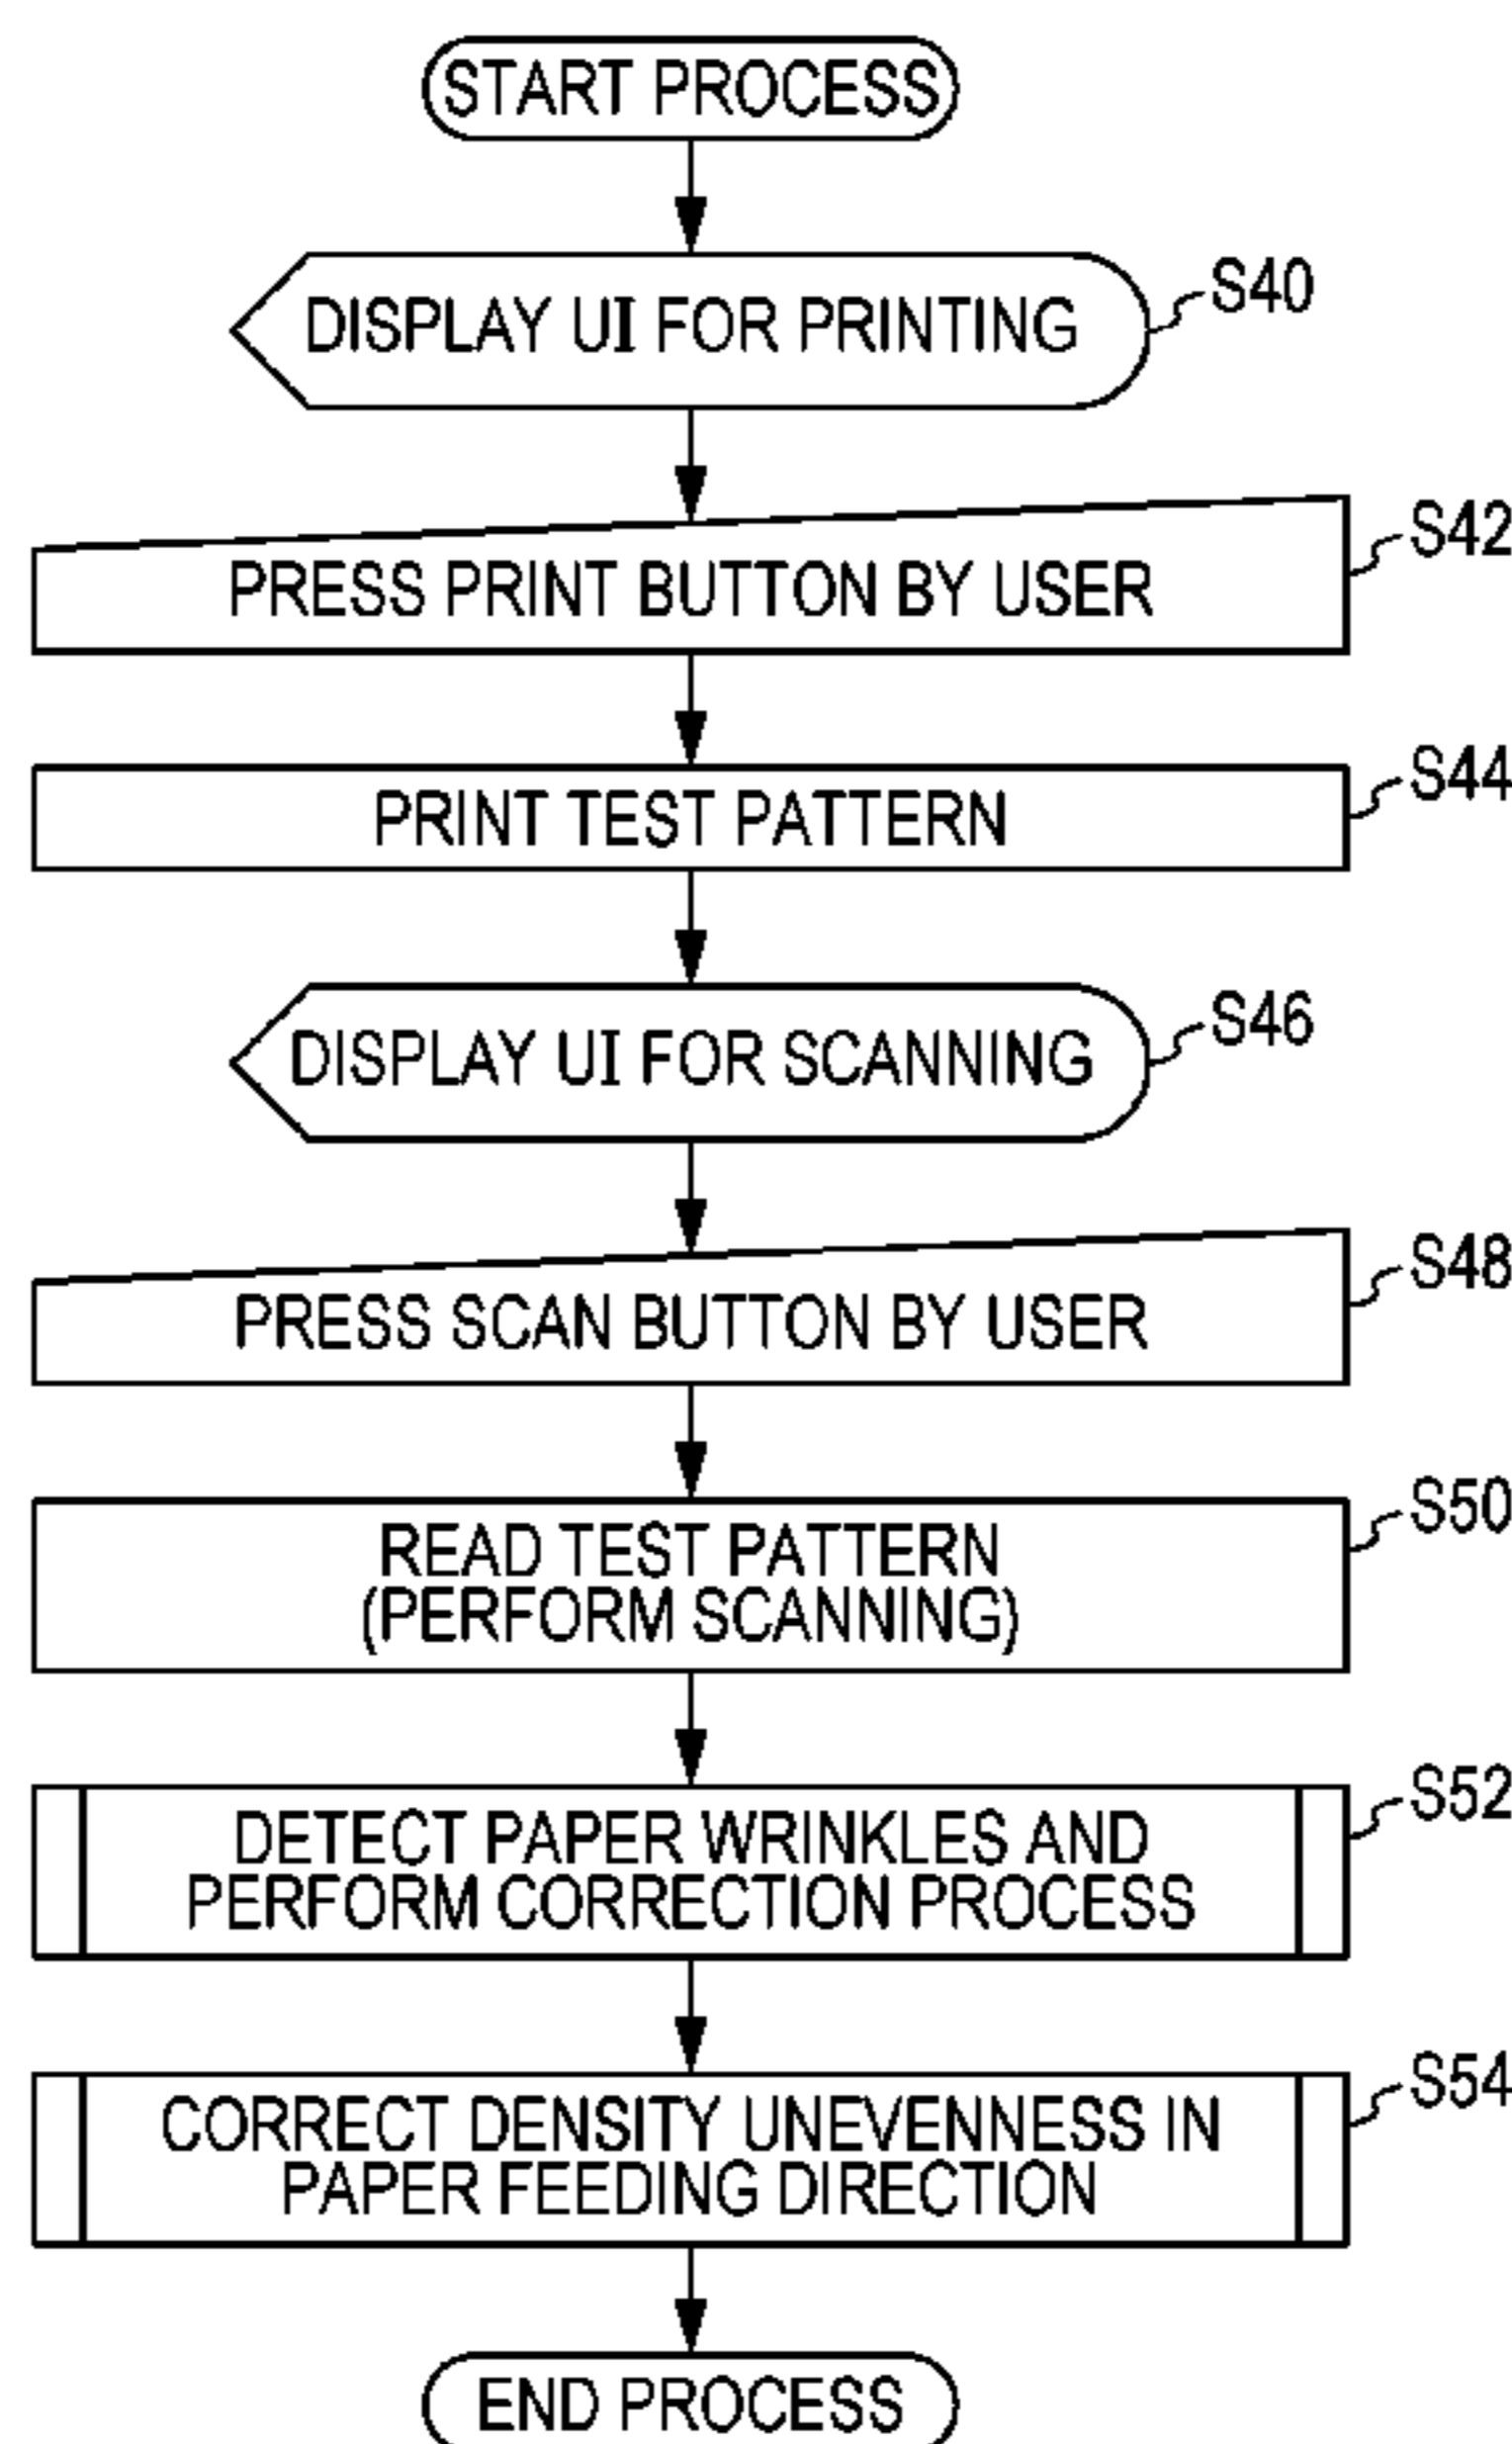 START PROCESS
DISPLAY UI FOR PRINTING
S40
PRESS PRINT BUTTON BY USER
S42
PRINT TEST PATTERN
S44
DISPLAY UI FOR SCANNING
S46
PRESS SCAN BUTTON BY USER
S48
READ TEST PATTERN
(PERFORM SCANNING)
S50
DETECT PAPER WRINKLES AND
PERFORM CORRECTION PROCESS
S52
CORRECT DENSITY UNEVENNESS IN
PAPER FEEDING DIRECTION
S54
END PROCESS